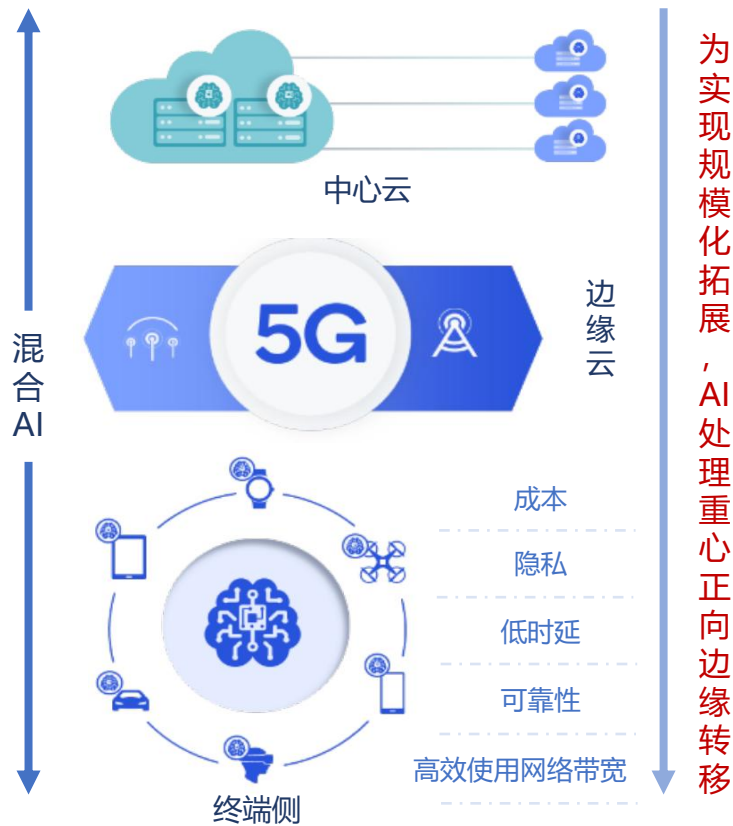 中心云
5G
边缘云
混合AI
成本
隐私
低时延
可靠性
高效使用网络带宽
终端侧
为实现规模化拓展，AI处理重心正向边缘转移